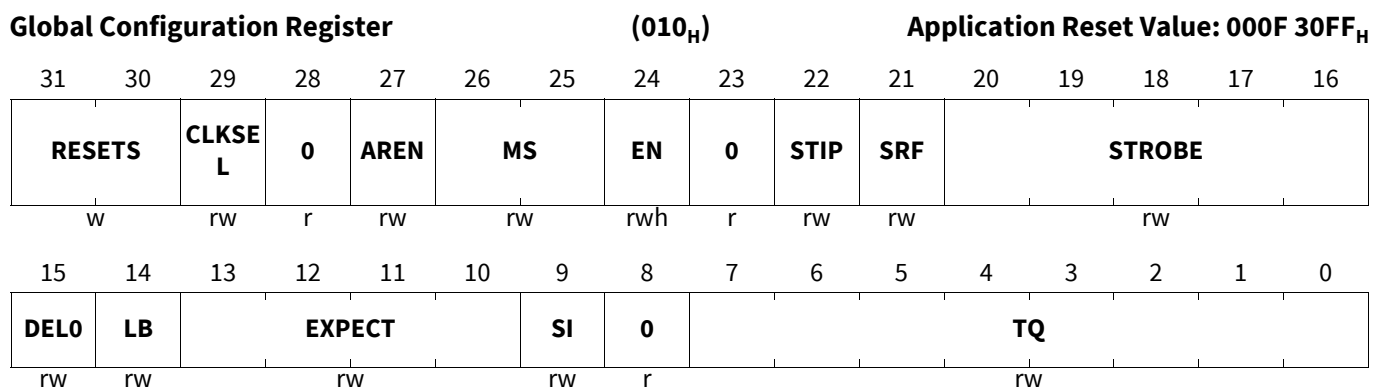 Global Configuration Register (010H) Application Reset Value: 000F 30FFH
31 30 29 28 27 26 25 24 23 22 21 20 19 18 17 16
RESETS CLKSE L 0 AREN MS EN 0 STIP SRF STROBE
w rw r rw rw rwh r rw rw rw
15 14 13 12 11 10 9 8 7 6 5 4 3 2 1 0
DEL0 LB EXPECT SI 0 TQ
rw rw rw rw r rw